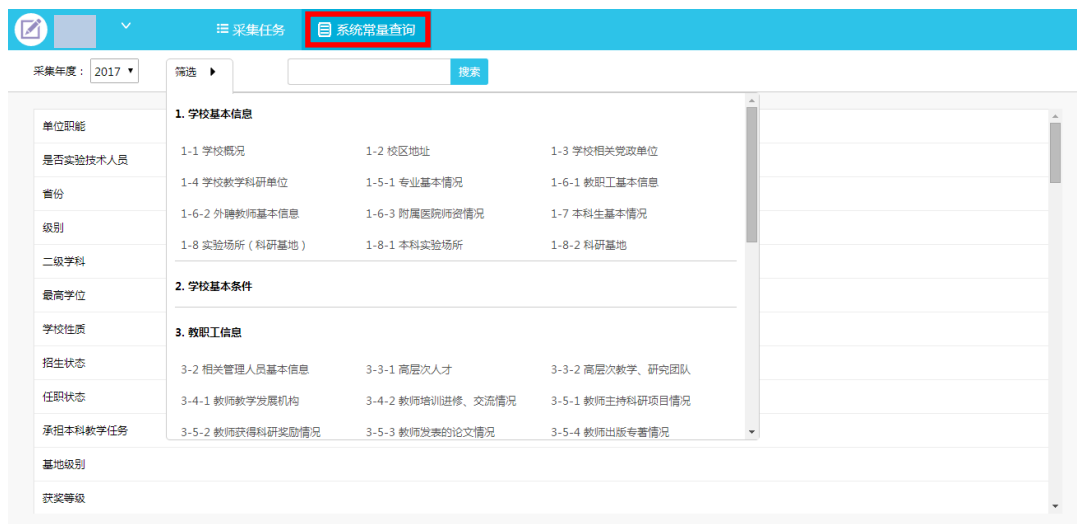 采集任务 系统常量查询
采集年度： 2017 筛选 搜索
单位职能
是否实验技术人员
省份
级别
二级学科
最高学位
学校性质
招生状态
任职状态
承担本科教学任务
基地级别
获奖等级
1. 学校基本信息
1-1 学校概况 1-2 校区地址 1-3 学校相关党政单位
1-4 学校教学科研单位 1-5-1 专业基本情况 1-6-1 教职工基本信息
1-6-2 外聘教师基本信息 1-6-3 附属医院师资情况 1-7 本科生基本情况
1-8 实验场所（科研基地） 1-8-1 本科实验场所 1-8-2 科研基地
2. 学校基本条件
3. 教职工信息
3-2 相关管理人员基本信息 3-3-1 高层次人才 3-3-2 高层次教学、研究团队
3-4-1 教师教学发展机构 3-4-2 教师培训进修、交流情况 3-5-1 教师主持科研项目情况
3-5-2 教师获得科研奖励情况 3-5-3 教师发表的论文情况 3-5-4 教师出版专著情况